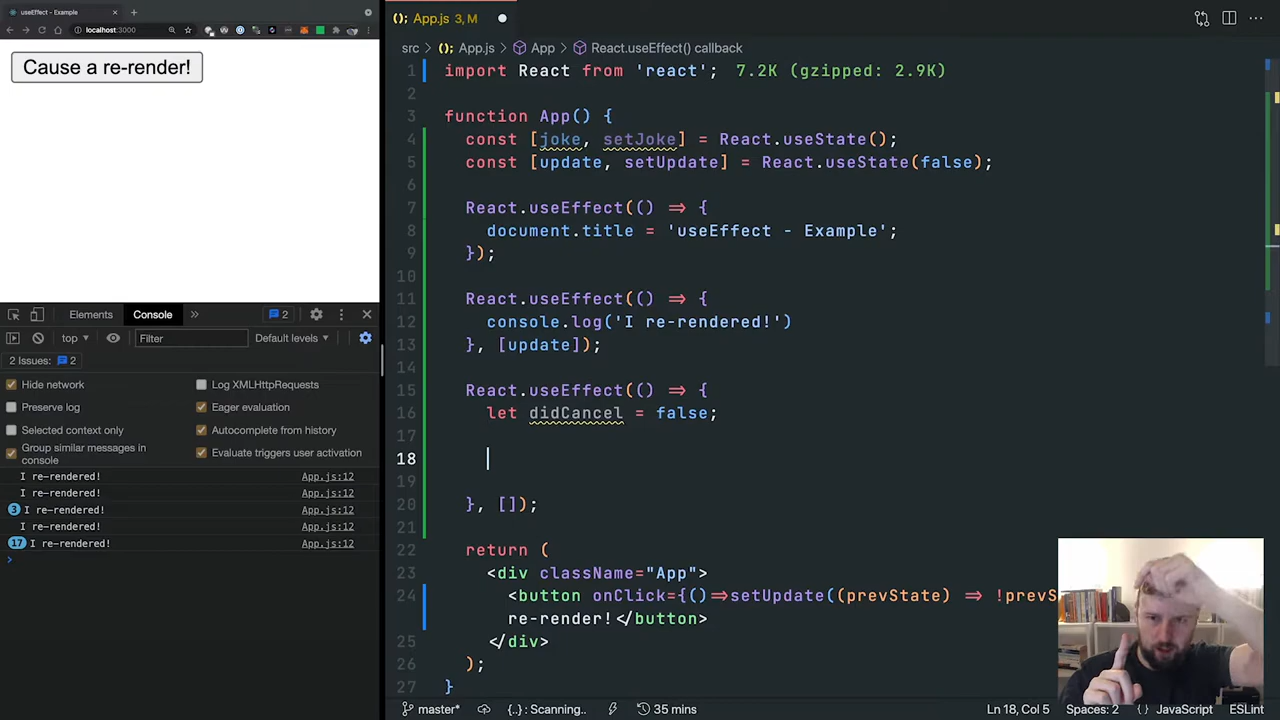 useEffect - Example
localhost:3000
Cause a re-render!
Elements
Console
2
top
Filter
Default levels
2 Issues:
2
Hide network
Log XMLHttpRequests
Preserve log
Eager evaluation
Selected context only
Autocomplete from history
Group similar messages in
console
Evaluate triggers user activation
I re-rendered! App.js:12
I re-rendered! App.js:12
3 I re-rendered! App.js:12
I re-rendered! App.js:12
17 I re-rendered! App.js:12
App.js 3, M
src App.js App React.useEffect() callback
1 import React from 'react'; 7.2K (gzipped: 2.9K)
2
3 function App() {
4 const [joke, setJoke] = React.useState();
5 const [update, setUpdate] = React.useState(false);
6
7 React.useEffect(() ⇒ {
8 document.title = 'useEffect - Example';
9 });
10
11 React.useEffect(() ⇒ {
12 console.log('I re-rendered!')
13 }, [update]);
14
15 React.useEffect(() ⇒ {
16 let didCancel = false;
17
18
19
20 }, []);
21
22 return (
23 <div className="App">
24 <button onClick={()⇒setUpdate((prevState) ⇒ !prevS
re-render!</button>
25 </div>
26 );
27 }
master* {..}: Scanning.. 35 mins Ln 18, Col 5 Spaces: 2 {} JavaScript ESLint